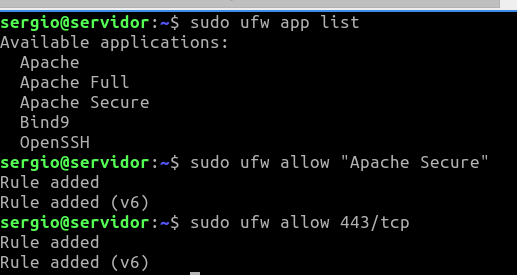 sergio@servidor:~$ sudo ufw app list
Available applications:
  Apache
  Apache Full
  Apache Secure
  Bind9
  OpenSSH
sergio@servidor:~$ sudo ufw allow "Apache Secure"
Rule added
Rule added (v6)
sergio@servidor:~$ sudo ufw allow 443/tcp
Rule added
Rule added (v6)